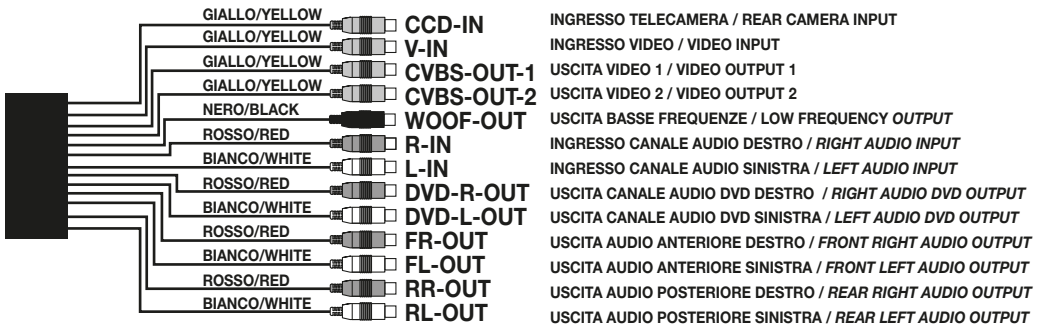 GIALLO/YELLOW CCD-IN INGRESSO TELECAMERA / REAR CAMERA INPUT
GIALLO/YELLOW V-IN INGRESSO VIDEO / VIDEO INPUT
GIALLO/YELLOW CVBS-OUT-1 USCITA VIDEO 1 / VIDEO OUTPUT 1
GIALLO/YELLOW CVBS-OUT-2 USCITA VIDEO 2 / VIDEO OUTPUT 2
NERO/BLACK WOOF-OUT USCITA BASSE FREQUENZE / LOW FREQUENCY OUTPUT
ROSSO/RED R-IN INGRESSO CANALE AUDIO DESTRO / RIGHT AUDIO INPUT
BIANCO/WHITE L-IN INGRESSO CANALE AUDIO SINISTRA / LEFT AUDIO INPUT
ROSSO/RED DVD-R-OUT USCITA CANALE AUDIO DVD DESTRO / RIGHT AUDIO DVD OUTPUT
BIANCO/WHITE DVD-L-OUT USCITA CANALE AUDIO DVD SINISTRA / LEFT AUDIO DVD OUTPUT
ROSSO/RED FR-OUT USCITA AUDIO ANTERIORE DESTRO / FRONT RIGHT AUDIO OUTPUT
BIANCO/WHITE FL-OUT USCITA AUDIO ANTERIORE SINISTRA / FRONT LEFT AUDIO OUTPUT
ROSSO/RED RR-OUT USCITA AUDIO POSTERIORE DESTRO / REAR RIGHT AUDIO OUTPUT
BIANCO/WHITE RL-OUT USCITA AUDIO POSTERIORE SINISTRA / REAR LEFT AUDIO OUTPUT